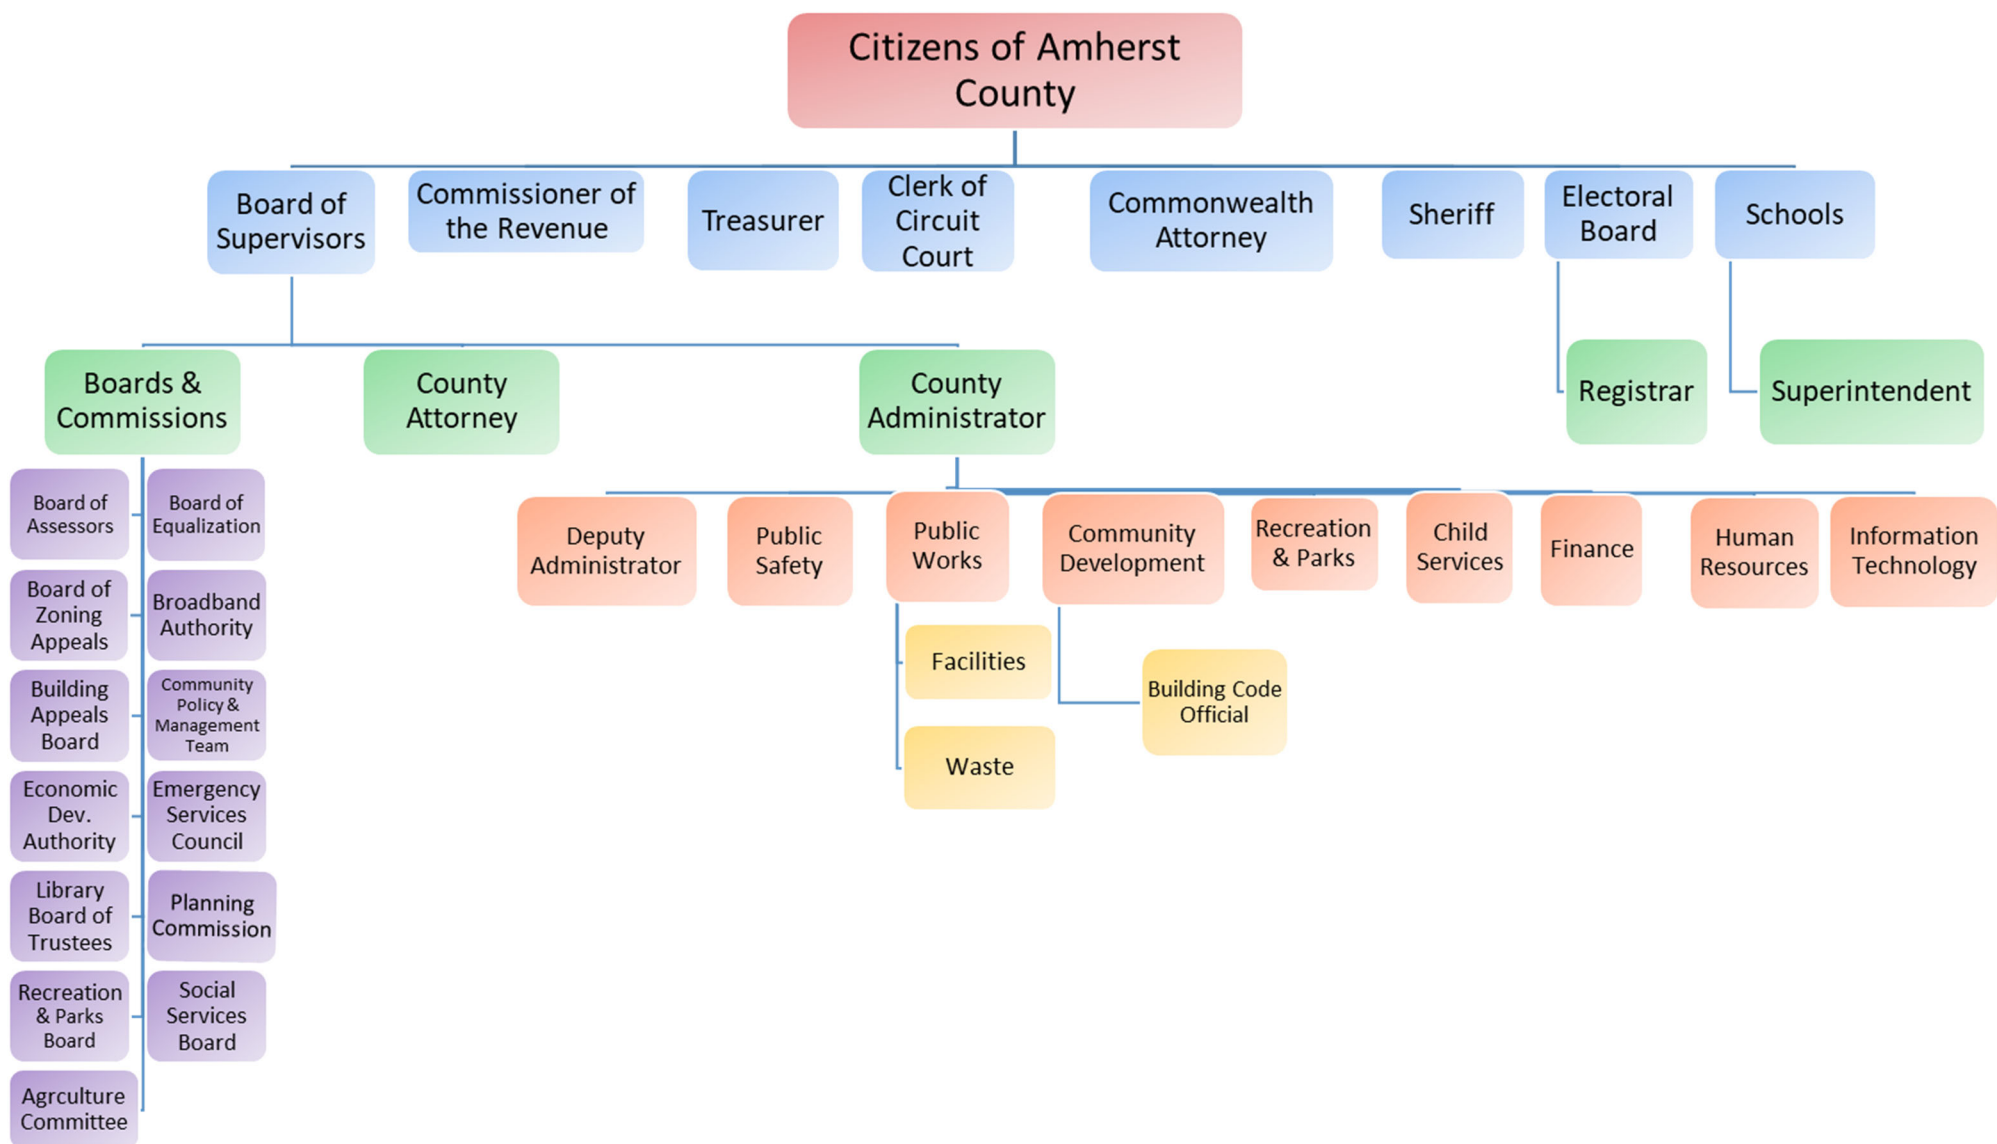 Citizens of Amherst
County
Board of
Supervisors
Commissioner of
the Revenue
Treasurer
Clerk of
Circuit
Court
Commonwealth
Attorney
Sheriff
Electoral
Board
Schools
Boards &
Commissions
County
Attorney
County
Administrator
Registrar
Superintendent
Board of
Assessors
Board of
Equalization
Board of
Zoning
Appeals
Broadband
Authority
Building
Appeals
Board
Community
Policy &
Management
Team
Economic
Dev.
Authority
Emergency
Services
Council
Library
Board of
Trustees
Planning
Commission
Recreation
& Parks
Board
Social
Services
Board
Agrculture
Committee
Deputy
Administrator
Public
Safety
Public
Works
Community
Development
Recreation
& Parks
Child
Services
Finance
Human
Resources
Information
Technology
Facilities
Waste
Building Code
Official